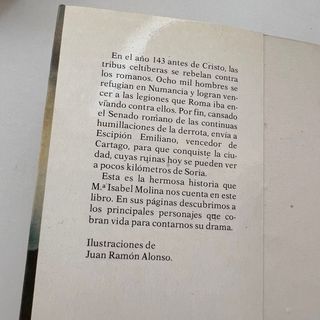 En el año 143 antes de Cristo, las
tribus celtíberas se rebelan contra
los romanos. Ocho mil hombres se
refugian en Numancia y logran ven-
cer a las legiones que Roma iba en-
viando contra ellos. Por fin, cansado
el Senado romano de las continuas
humillaciones de la derrota, envía a
Escipión Emiliano, vencedor de
Cartago, para que conquiste la ciu-
dad, cuyas ruinas hoy se pueden ver
a pocos kilómetros de Soria.
Esta es la hermosa historia que
M.ª Isabel Molina nos cuenta en este
libro. En sus páginas descubrimos a
los principales personajes que co-
bran vida para contarnos su drama.
Ilustraciones de
Juan Ramón Alonso.